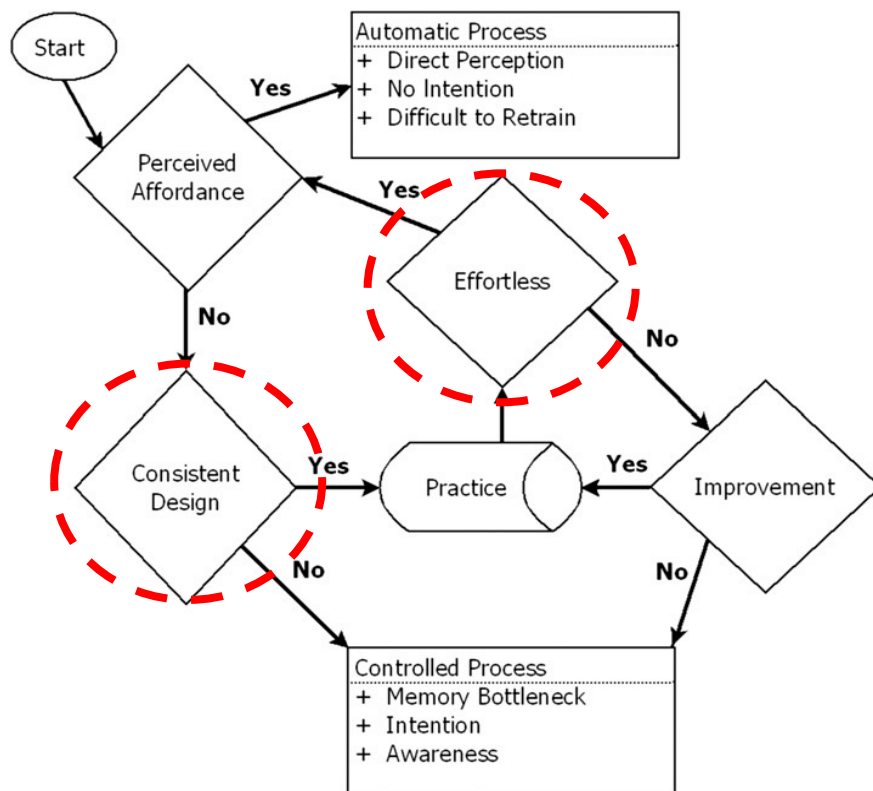 Start
Automatic Process
+ Direct Perception
+ No Intention
+ Difficult to Retrain
Yes
Perceived
Affordance
Yes
Effortless
No
No
Consistent
Design
Yes
Practice
Yes
Improvement
No
No
Controlled Process
+ Memory Bottleneck
+ Intention
+ Awareness